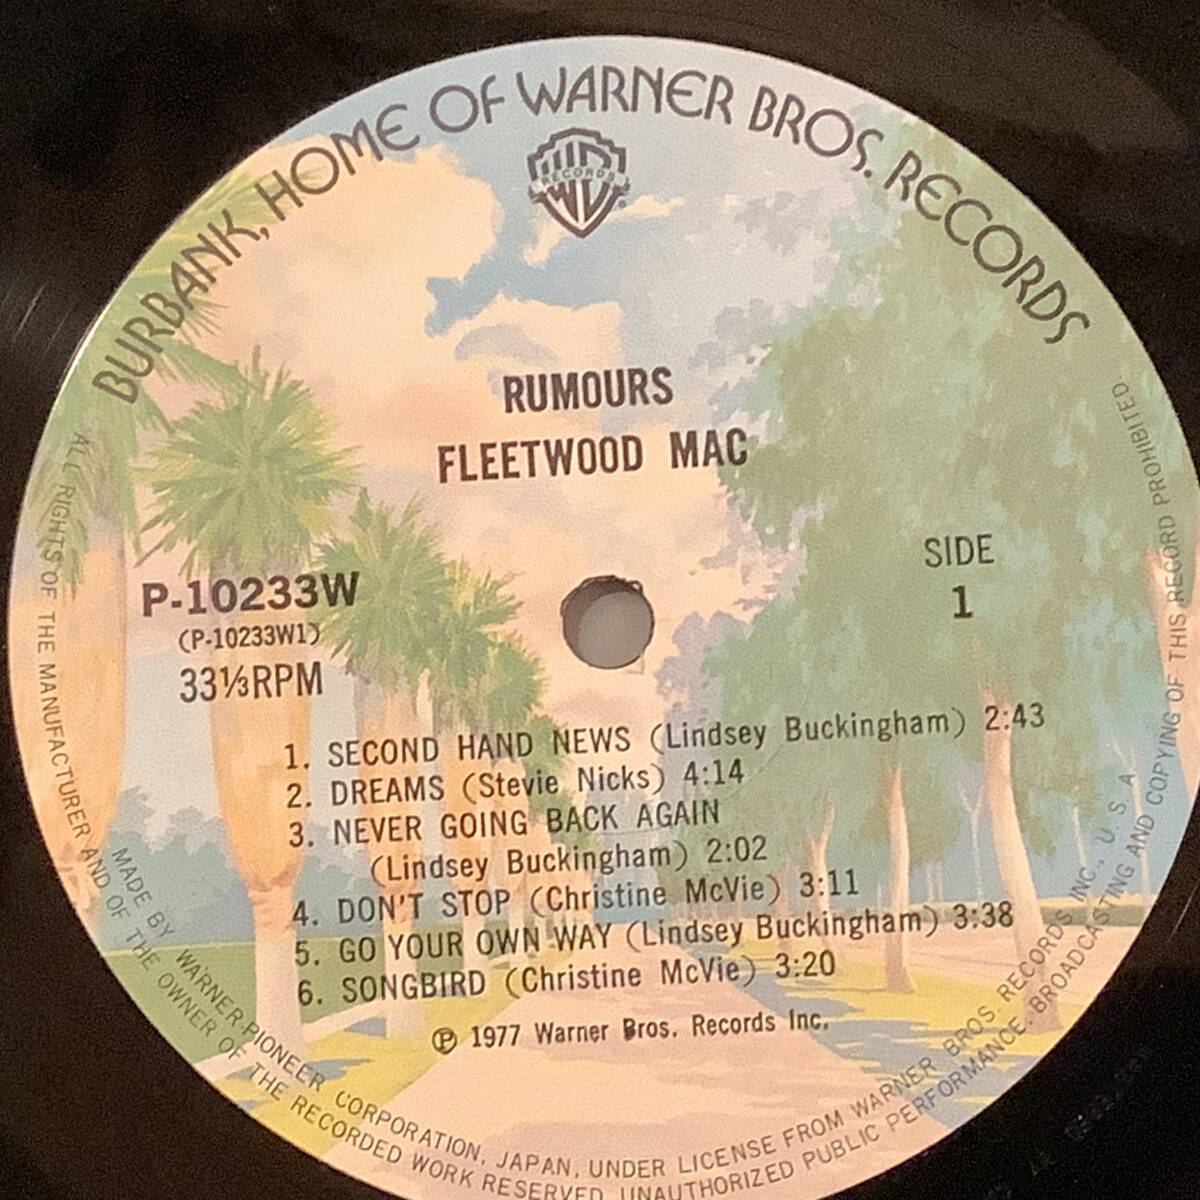 BURBANK, HOME OF WARNER BROS. RECORDS
RECORDS
RUMOURS
FLEETWOOD MAC
P-10233W
(P-10233W1)
33⅓RPM
SIDE
1
1. SECOND HAND NEWS (Lindsey Buckingham) 2:43
2. DREAMS (Stevie Nicks) 4:14
3. NEVER GOING BACK AGAIN
(Lindsey Buckingham) 2:02
4. DON'T STOP (Christine McVie) 3:11
5. GO YOUR OWN WAY (Lindsey Buckingham) 3:38
6. SONGBIRD (Christine McVie) 3:20
℗ 1977 Warner Bros. Records Inc.
MADE BY WARNER-PIONEER CORPORATION, JAPAN, UNDER LICENSE FROM WARNER BROS. RECORDS INC., U S A
ALL RIGHTS OF THE MANUFACTURER AND OF THE OWNER OF THE RECORDED WORK RESERVED. UNAUTHORIZED PUBLIC PERFORMANCE. BROADCASTING AND COPYING OF THIS RECORD PROHIBITED.